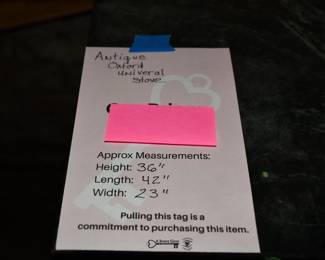 Antique
Oxford
Univeral
Stove
Approx Measurements:
Height: 36"
Length: 42"
Width: 23"
Pulling this tag is a
commitment to purchasing this item.